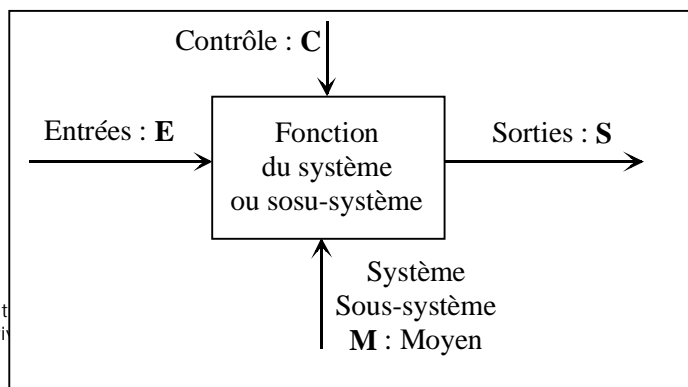 Contrôle : C
Entrées : E
Fonction
du système
ou sosu-système
Sorties : S
Système
Sous-système
M : Moyen